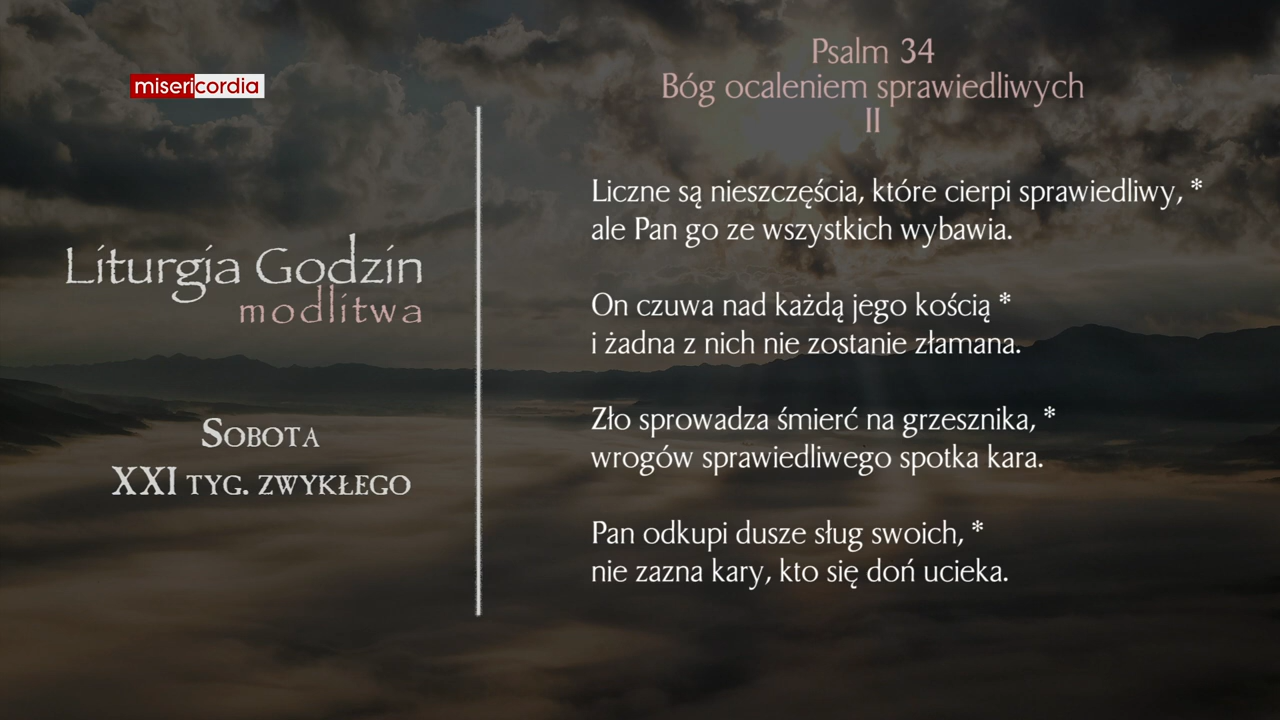 misericordia
Liturgia Godzin
modlitwa
Sobota
XXI tyg. zwykłego
Psalm 34
Bóg ocaleniem sprawiedliwych
II
Liczne są nieszczęścia, które cierpi sprawiedliwy, *
ale Pan go ze wszystkich wybawia.
On czuwa nad każdą jego kością *
i żadna z nich nie zostanie złamana.
Zło sprowadza śmierć na grzesznika, *
wrogów sprawiedliwego spotka kara.
Pan odkupi dusze sług swoich, *
nie zazna kary, kto się doń ucieka.